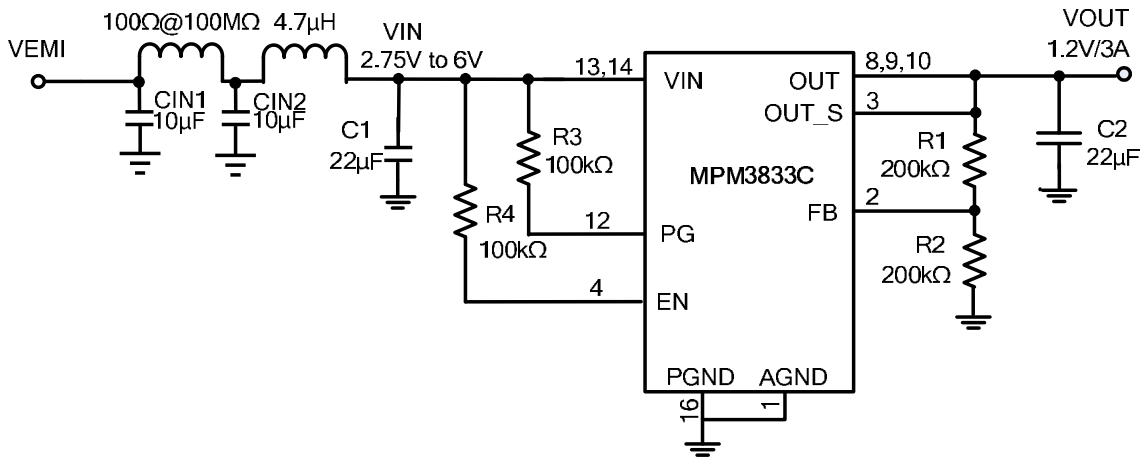 100Ω@100MΩ
4.7µH
VEMI
VIN
2.75V to 6V
CIN1
10µF
CIN2
10µF
C1
22µF
R3
100kΩ
R4
100kΩ
13,14
12
4
VIN
PG
EN
MPM3833C
OUT
OUT_S
FB
PGND
AGND
16
1
8,9,10
3
2
R1
200kΩ
R2
200kΩ
VOUT
1.2V/3A
C2
22µF